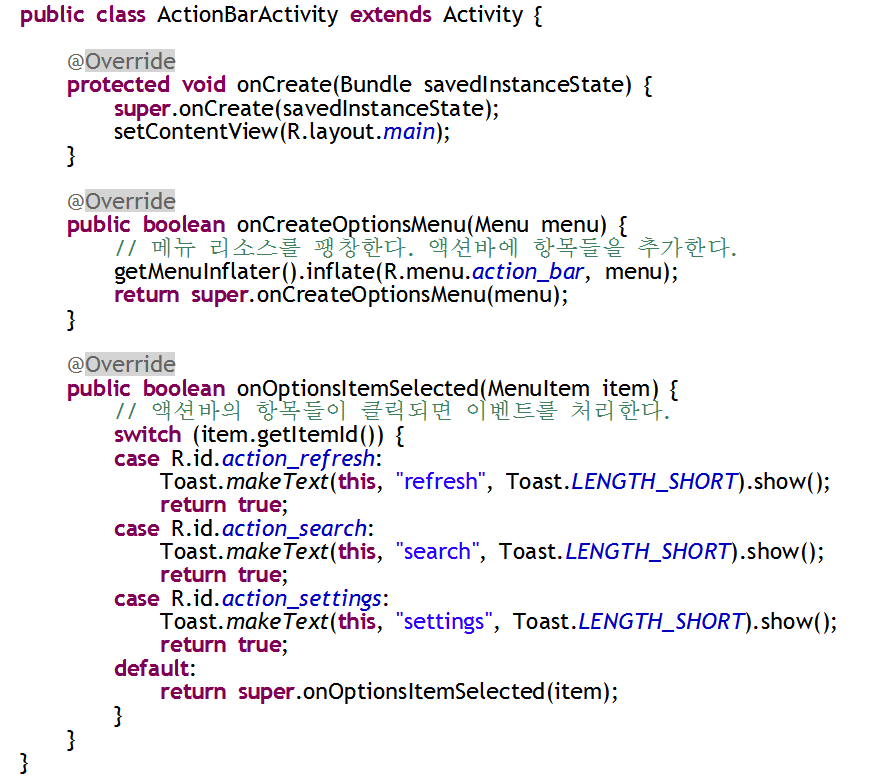 public class ActionBarActivity extends Activity {
@Override
protected void onCreate(Bundle savedInstanceState) {
super.onCreate(savedInstanceState);
setContentView(R.layout.main);
}
@Override
public boolean onCreateOptionsMenu(Menu menu) {
// 메뉴 리소스를 팽창한다. 액션바에 항목들을 추가한다.
getMenuInflater().inflate(R.menu.action_bar, menu);
return super.onCreateOptionsMenu(menu);
}
@Override
public boolean onOptionsItemSelected(MenuItem item) {
// 액션바의 항목들이 클릭되면 이벤트를 처리한다.
switch (item.getItemId()) {
case R.id.action_refresh:
Toast.makeText(this, "refresh", Toast.LENGTH_SHORT).show();
return true;
case R.id.action_search:
Toast.makeText(this, "search", Toast.LENGTH_SHORT).show();
return true;
case R.id.action_settings:
Toast.makeText(this, "settings", Toast.LENGTH_SHORT).show();
return true;
default:
return super.onOptionsItemSelected(item);
}
}
}